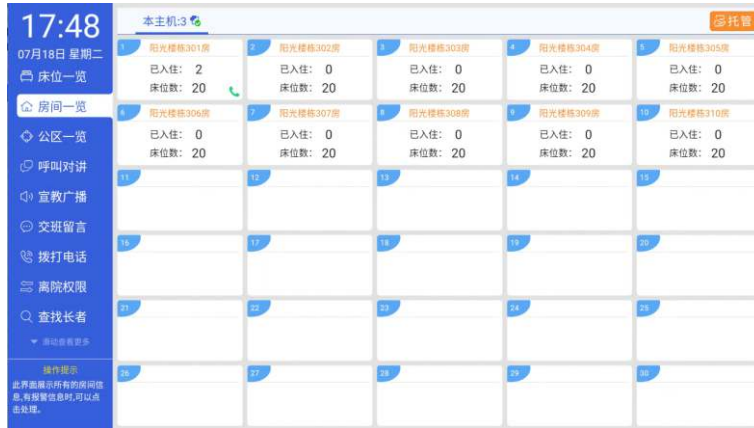 17:48
07月18日 星期二
床位一览
房间一览
公区一览
呼叫对讲
宣教广播
交班留言
拨打电话
离院权限
查找长者
滑动查看更多
操作提示
此界面展示所有的房间信
息,有报警信息时,可以点
击处理。
本主机:3
托管
1 阳光楼栋301房
已入住: 2
床位数: 20
2 阳光楼栋302房
已入住: 0
床位数: 20
3 阳光楼栋303房
已入住: 0
床位数: 20
4 阳光楼栋304房
已入住: 0
床位数: 20
5 阳光楼栋305房
已入住: 0
床位数: 20
6 阳光楼栋306房
已入住: 0
床位数: 20
7 阳光楼栋307房
已入住: 0
床位数: 20
8 阳光楼栋308房
已入住: 0
床位数: 20
9 阳光楼栋309房
已入住: 0
床位数: 20
10 阳光楼栋310房
已入住: 0
床位数: 20
11
12
13
14
15
16
17
18
19
20
21
22
23
24
25
26
27
28
29
30